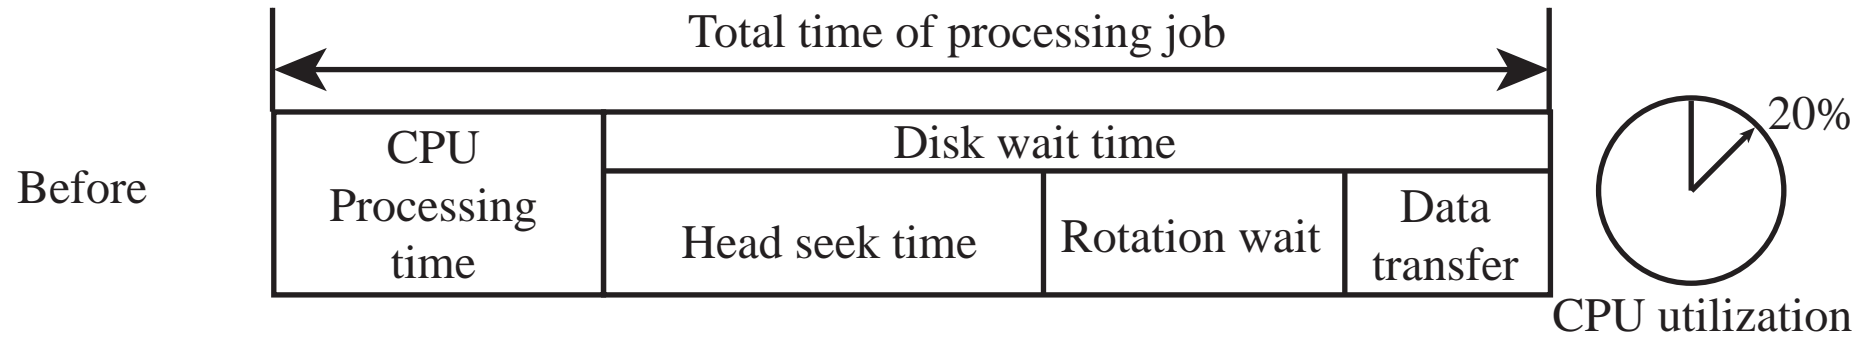 Total time of processing job
Before
CPU
Processing
time
Disk wait time
Head seek time
Rotation wait
Data
transfer
20%
CPU utilization